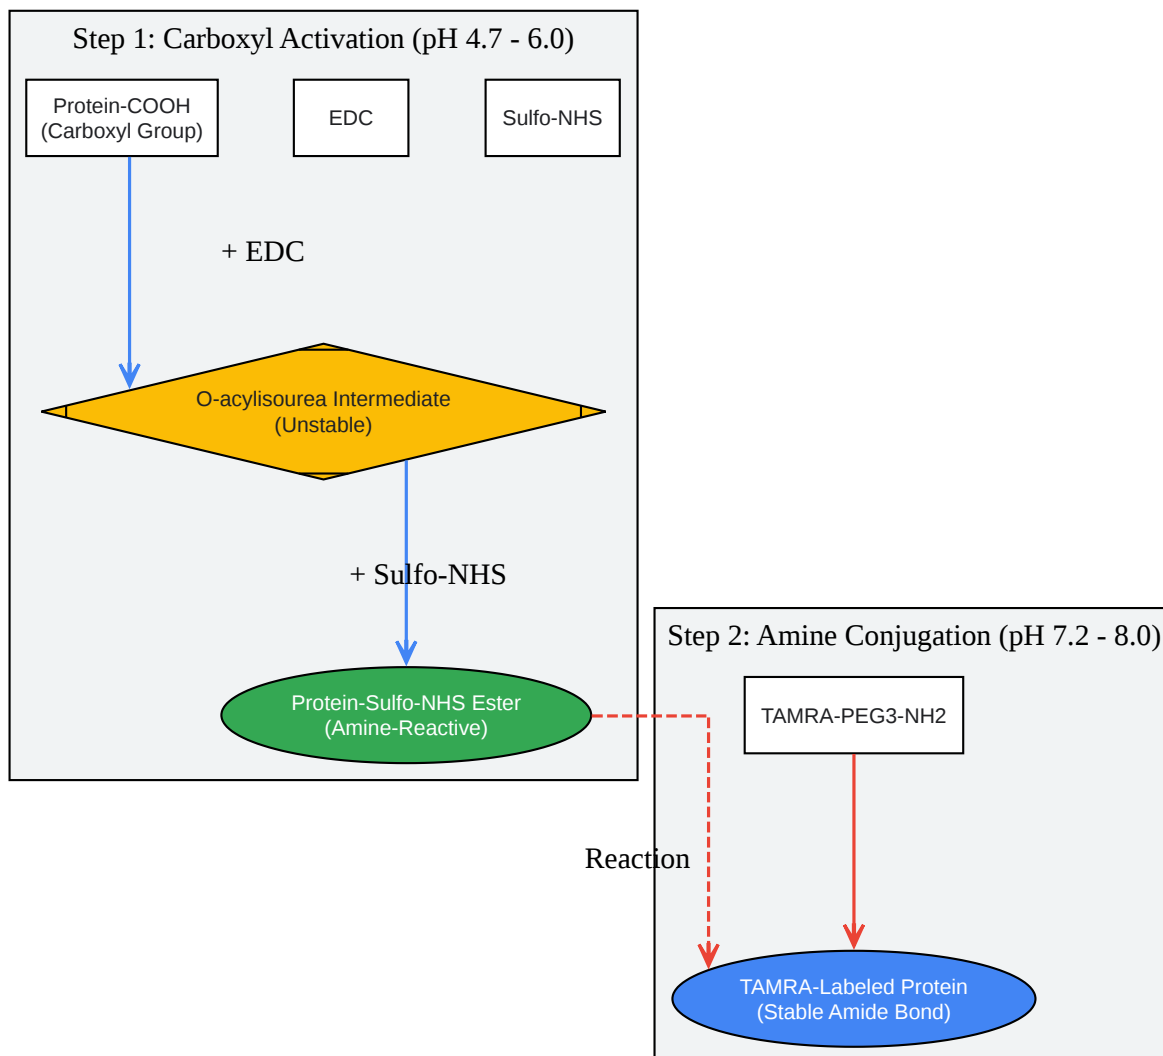 Step 1: Carboxyl Activation (pH 4.7 - 6.0)
Protein-COOH
(Carboxyl Group)
EDC
Sulfo-NHS
+ EDC
O-acylisourea Intermediate
(Unstable)
+ Sulfo-NHS
Protein-Sulfo-NHS Ester
(Amine-Reactive)
Step 2: Amine Conjugation (pH 7.2 - 8.0)
TAMRA-PEG3-NH2
Reaction
TAMRA-Labeled Protein
(Stable Amide Bond)